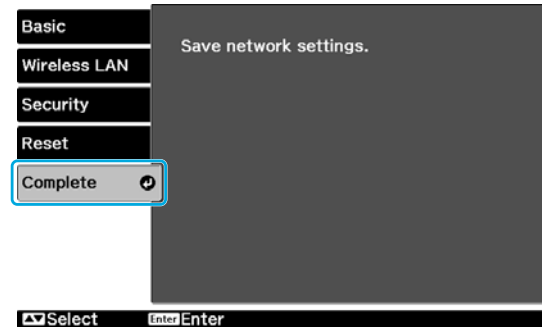 Basic
Wireless LAN
Security
Reset
Complete
Save network settings.
Select
Enter Enter